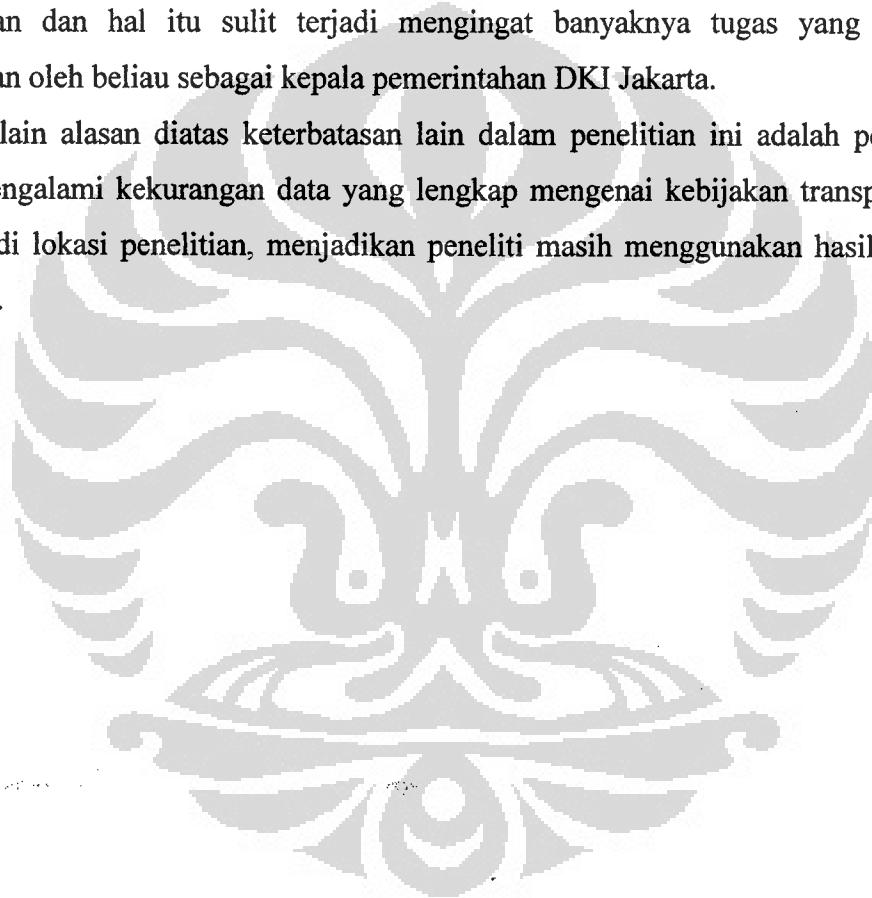 an dan hal itu sulit terjadi mengingat banyaknya tugas yang
an oleh beliau sebagai kepala pemerintahan DKI Jakarta.
lain alasan diatas keterbatasan lain dalam penelitian ini adalah pe
engalami kekurangan data yang lengkap mengenai kebijakan transp
di lokasi penelitian, menjadikan peneliti masih menggunakan hasil
.